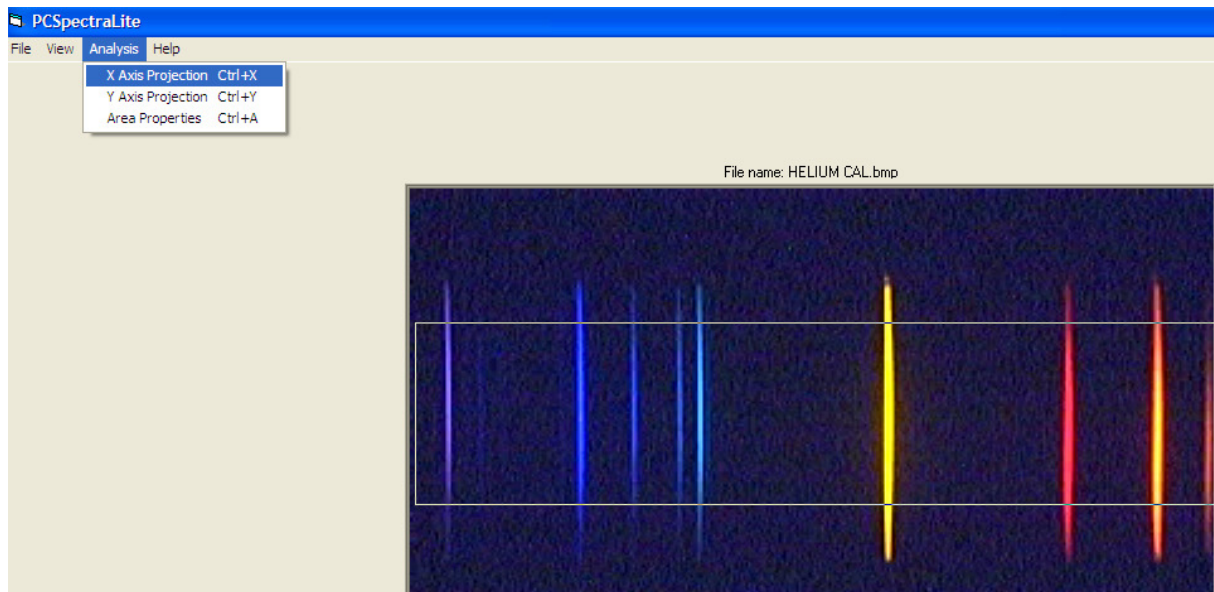 PCSpectraLite
File View Analysis Help
X Axis Projection Ctrl+X
Y Axis Projection Ctrl+Y
Area Properties Ctrl+A
File name: HELIUM CAL.bmp